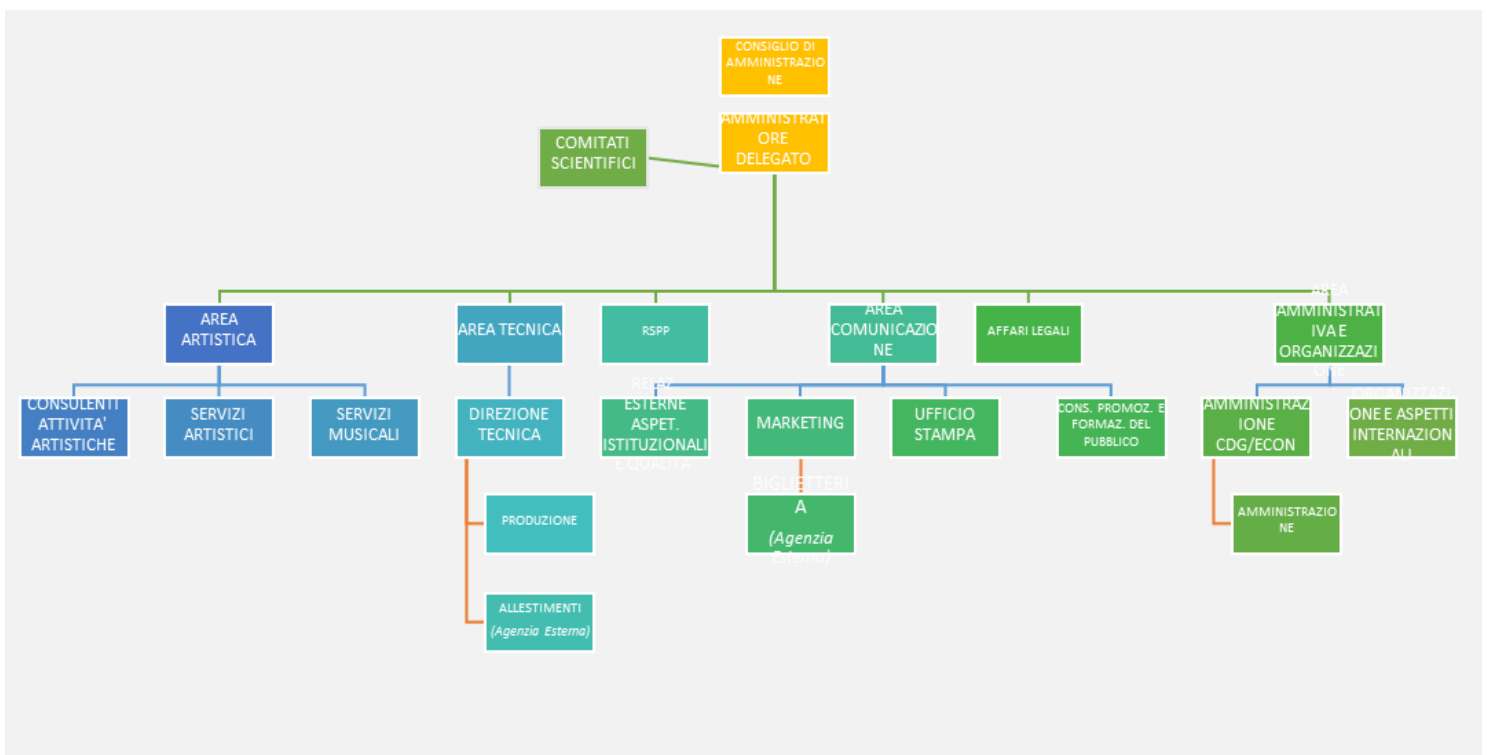 CONSIGLIO DI
AMMINISTRAZIO
NE
AMMINISTRAT
ORE
DELEGATO
COMITATI
SCIENTIFICI
AREA
ARTISTICA
AREA TECNICA
RSPP
AREA
COMUNICAZIO
NE
AFFARI LEGALI
AREA
AMMINISTRAT
IVA E
ORGANIZZAZI
ONE
CONSULENTI
ATTIVITA'
ARTISTICHE
SERVIZI
ARTISTICI
SERVIZI
MUSICALI
DIREZIONE
TECNICA
RELAZ.
ESTERNE
ASPET.
ISTITUZIONALI
E QUALITA'
MARKETING
UFFICIO
STAMPA
CONS. PROMOZ. E
FORMAZ. DEL
PUBBLICO
AMMINISTRAZ
IONE
CDG/ECON
ORGANIZZAZI
ONE E ASPETTI
INTERNAZION
ALI
PRODUZIONE
BIGLIETTERI
A
(Agenzia
Esterna)
AMMINISTRAZIO
NE
ALLESTIMENTI
(Agenzia Esterna)